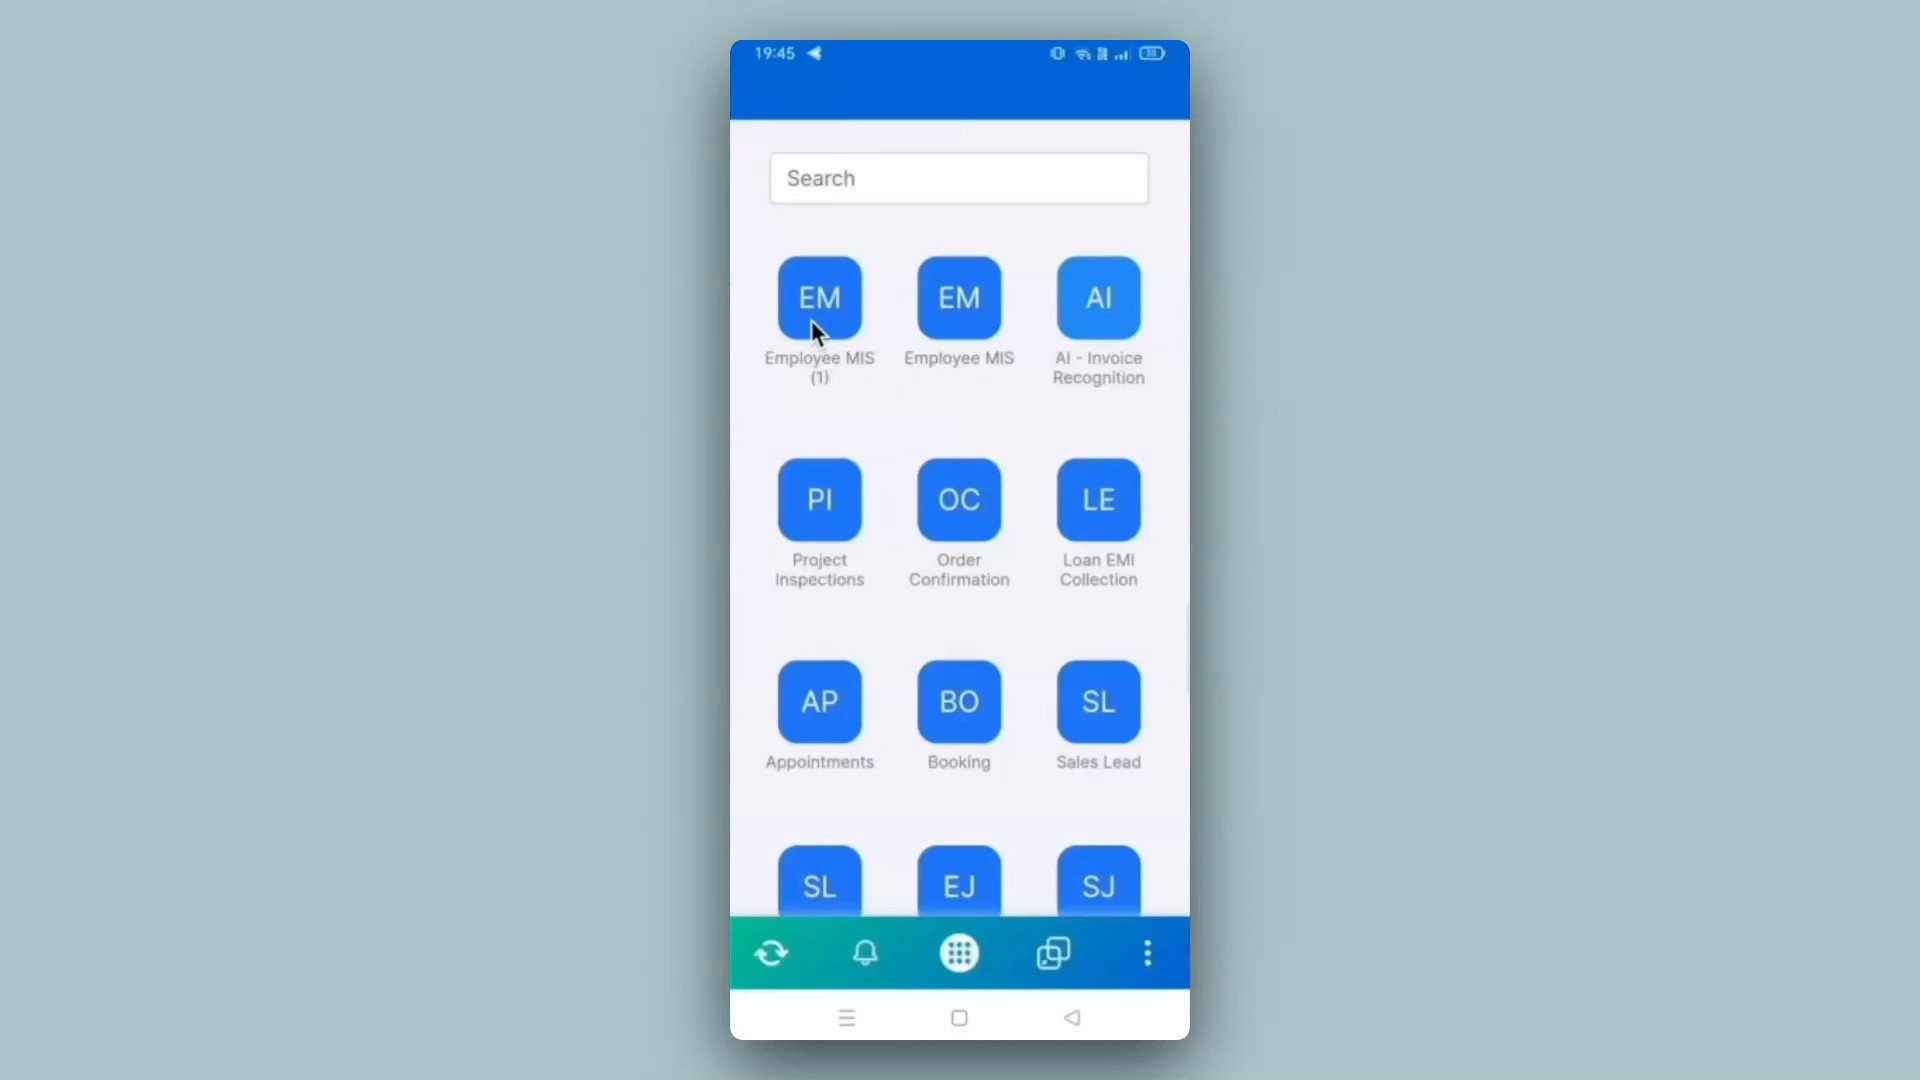 19:45
Search
EM
EM
AI
Employee MIS
(1)
Employee MIS
AI - Invoice
Recognition
PI
OC
LE
Project
Inspections
Order
Confirmation
Loan EMI
Collection
AP
BO
SL
Appointments
Booking
Sales Lead
SL
EJ
SJ